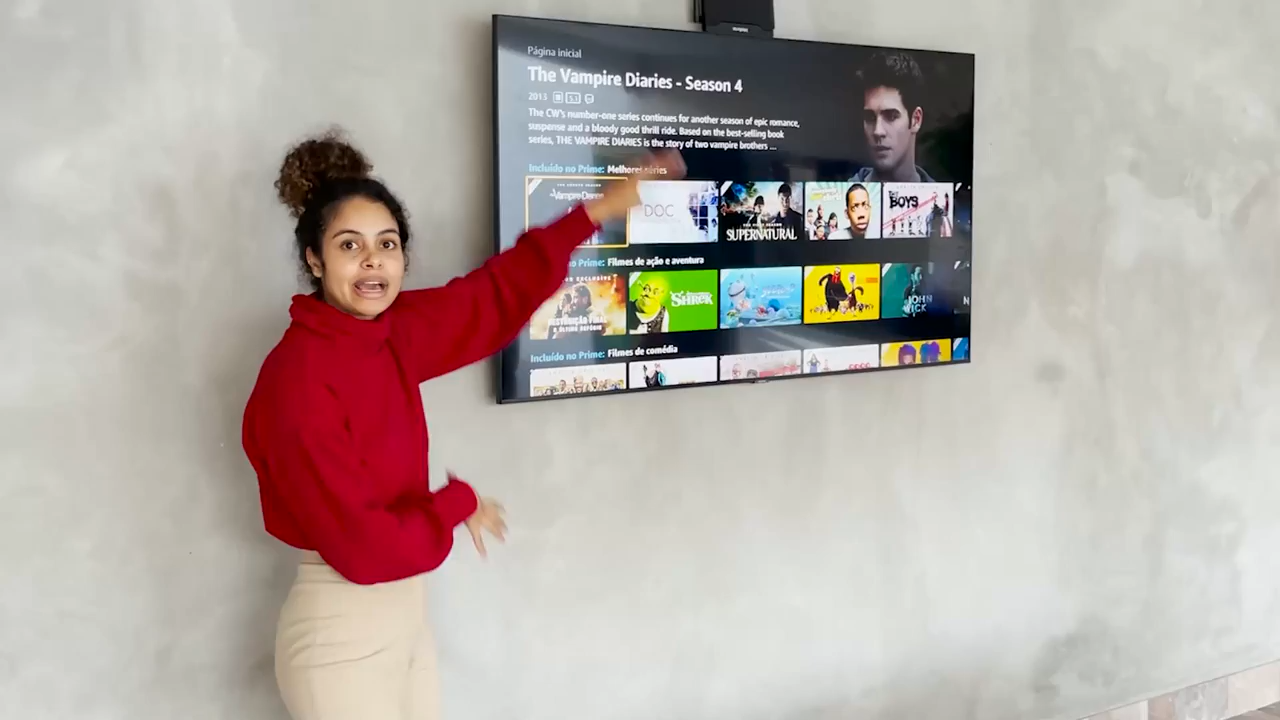 Página inicial
The Vampire Diaries - Season 4
2013 5.1
The CW's number-one series continues for another season of epic romance,
suspense and a bloody good thrill ride. Based on the best-selling book
series, THE VAMPIRE DIARIES is the story of two vampire brothers ...
Incluído no Prime: Melhores séries
Vampire Diaries
DOC
SUPERNATURAL
THE BOYS
Prime: Filmes de ação e aventura
SHREK
JOHN WICK
Incluído no Prime: Filmes de comédia